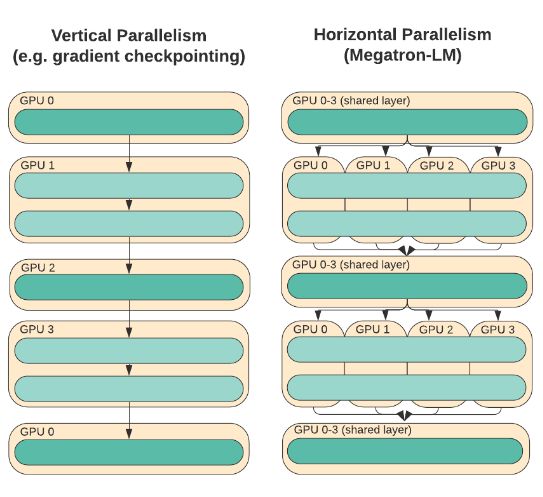 Vertical Parallelism
(e.g. gradient checkpointing)
GPU 0
GPU 1
GPU 2
GPU 3
GPU 0
Horizontal Parallelism
(Megatron-LM)
GPU 0-3 (shared layer)
GPU 0 GPU 1 GPU 2 GPU 3
GPU 0-3 (shared layer)
GPU 0 GPU 1 GPU 2 GPU 3
GPU 0-3 (shared layer)